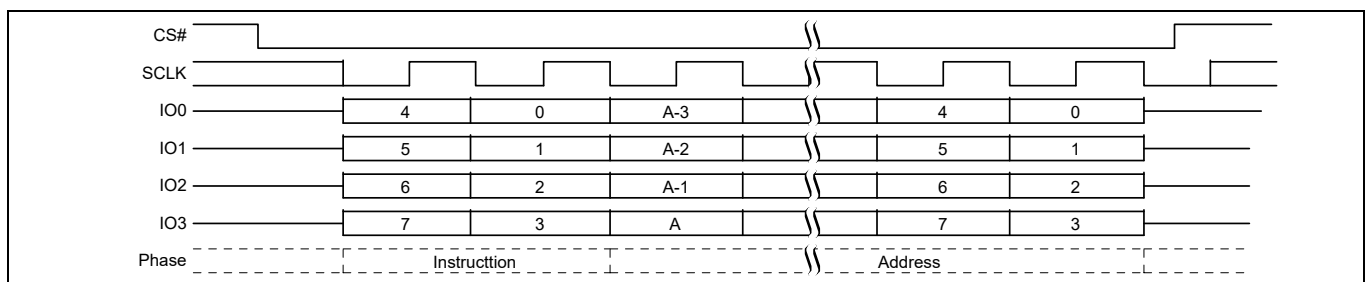 CS#
SCLK
IO0 4 0 A-3 4 0
IO1 5 1 A-2 5 1
IO2 6 2 A-1 6 2
IO3 7 3 A 7 3
Phase Instructtion Address